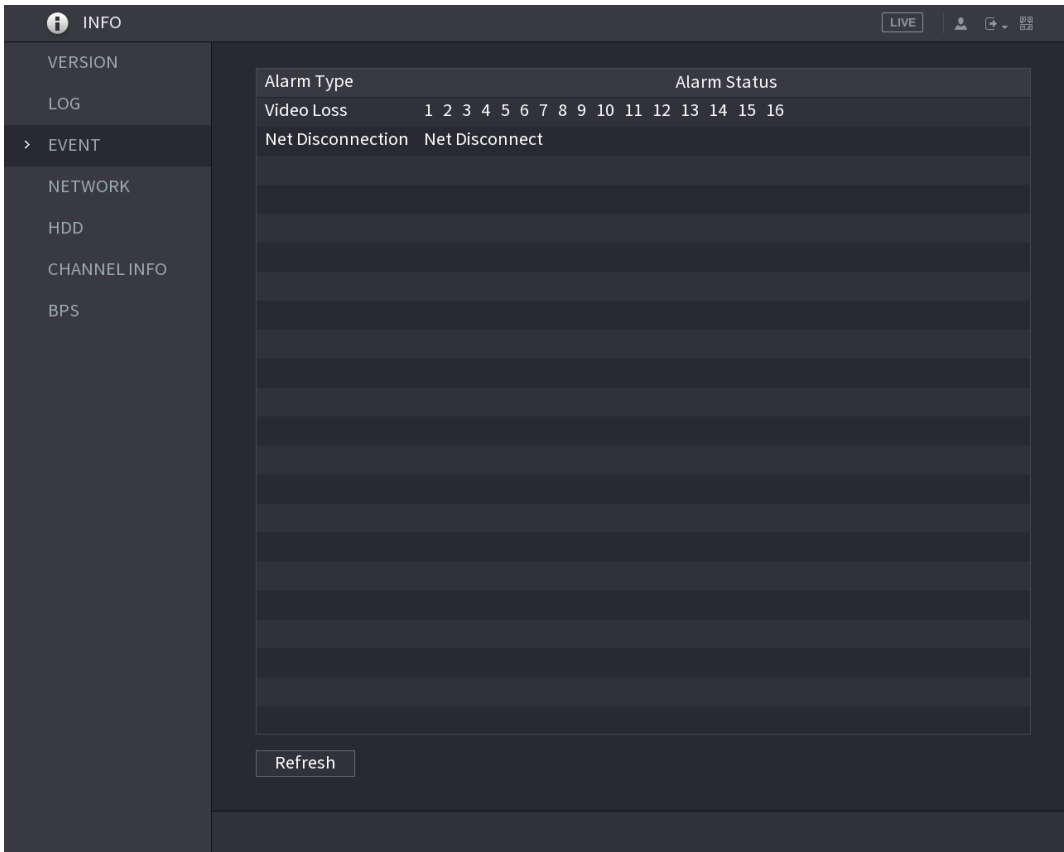 INFO
LIVE
VERSION
LOG
EVENT
NETWORK
HDD
CHANNEL INFO
BPS
Alarm Type Alarm Status
Video Loss 1 2 3 4 5 6 7 8 9 10 11 12 13 14 15 16
Net Disconnection Net Disconnect
Refresh